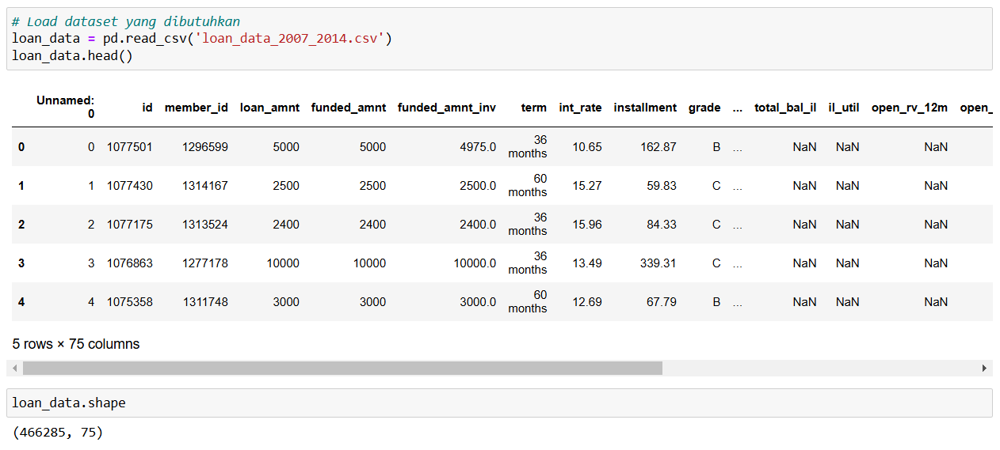 # Load dataset yang dibutuhkan
loan_data = pd.read_csv('loan_data_2007_2014.csv')
loan_data.head()
Unnamed: 0 id member_id loan_amnt funded_amnt funded_amnt_inv term int_rate installment grade ... total_bal_il il_util open_rv_12m open_
0 0 1077501 1296599 5000 5000 4975.0 36 months 10.65 162.87 B ... NaN NaN NaN
1 1 1077430 1314167 2500 2500 2500.0 60 months 15.27 59.83 C ... NaN NaN NaN
2 2 1077175 1313524 2400 2400 2400.0 36 months 15.96 84.33 C ... NaN NaN NaN
3 3 1076863 1277178 10000 10000 10000.0 36 months 13.49 339.31 C ... NaN NaN NaN
4 4 1075358 1311748 3000 3000 3000.0 60 months 12.69 67.79 B ... NaN NaN NaN
5 rows × 75 columns
loan_data.shape
(466285, 75)